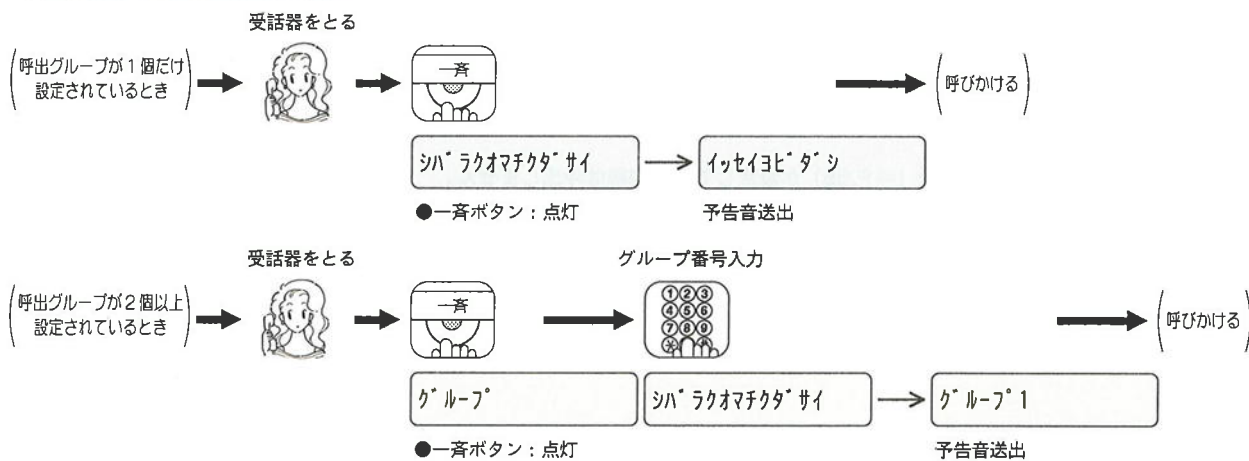 受話器をとる
(呼出グループが1個だけ
設定されているとき)
一斉
(呼びかける)
ｼﾊﾞﾗｸｵﾏﾁｸﾀﾞｻｲ
ｲｯｾｲﾖﾋﾞﾀﾞｼ
●一斉ボタン：点灯
予告音送出
受話器をとる
グループ番号入力
(呼出グループが2個以上
設定されているとき)
一斉
①②③
④⑤⑥
⑦⑧⑨
(呼びかける)
ｸﾞﾙｰﾌﾟ
ｼﾊﾞﾗｸｵﾏﾁｸﾀﾞｻｲ
ｸﾞﾙｰﾌﾟ1
●一斉ボタン：点灯
予告音送出